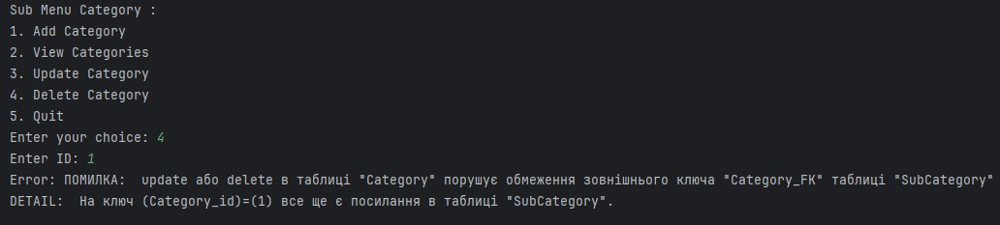 Sub Menu Category :
1. Add Category
2. View Categories
3. Update Category
4. Delete Category
5. Quit
Enter your choice: 4
Enter ID: 1
Error: ПОМИЛКА:  update або delete в таблиці "Category" порушує обмеження зовнішнього ключа "Category_FK" таблиці "SubCategory"
DETAIL:  На ключ (Category_id)=(1) все ще є посилання в таблиці "SubCategory".